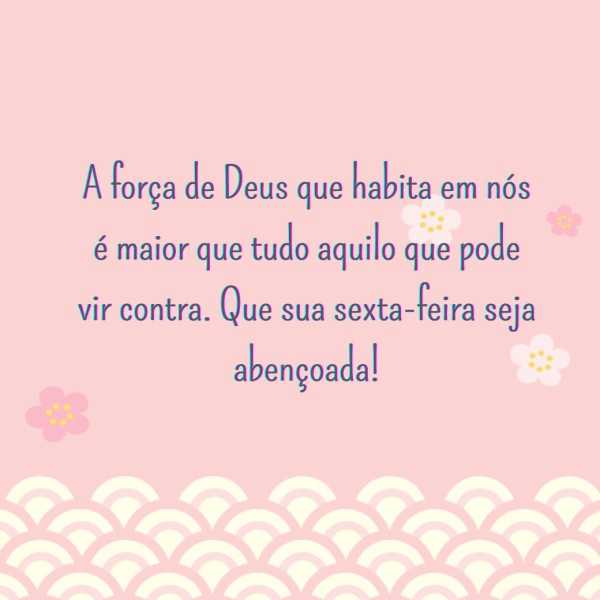 A força de Deus que habita em nós
é maior que tudo aquilo que pode
vir contra. Que sua sexta-feira seja
abençoada!